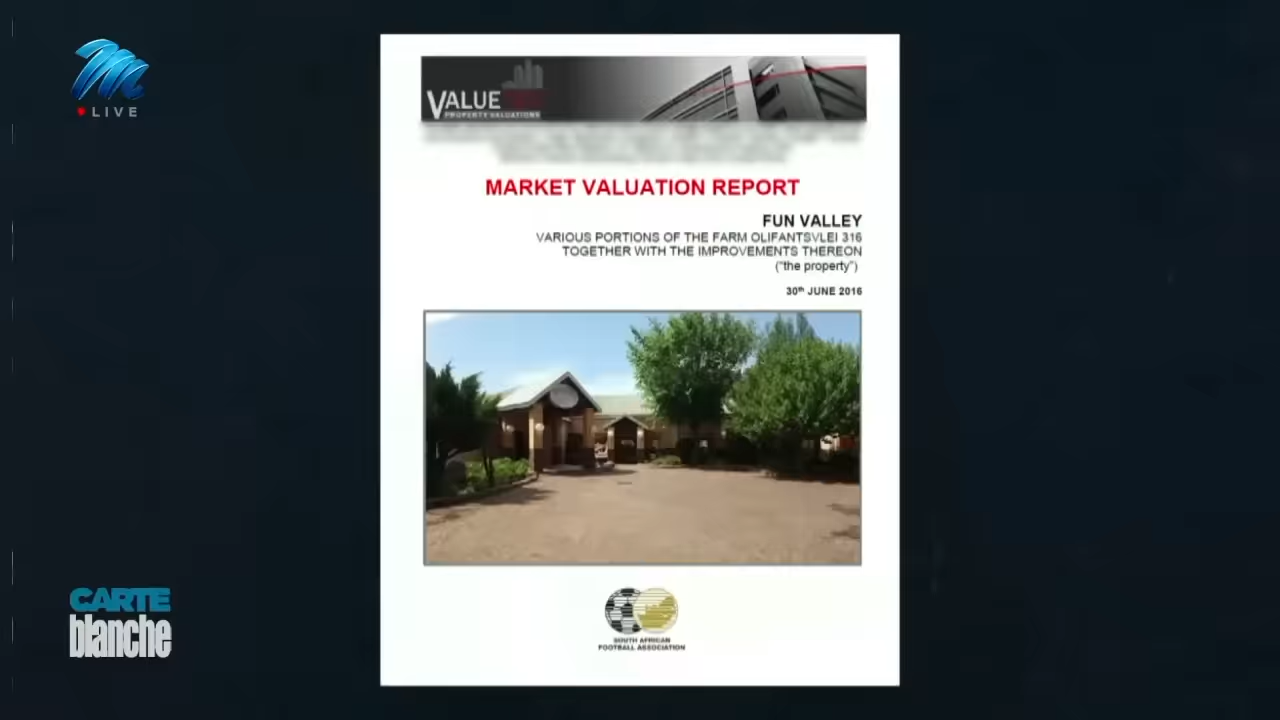 LIVE
VALUE
PROPERTY VALUATIONS
MARKET VALUATION REPORT
FUN VALLEY
VARIOUS PORTIONS OF THE FARM OLIFANTSVLEI 316
TOGETHER WITH THE IMPROVEMENTS THEREON
("the property")
30th JUNE 2016
SOUTH AFRICAN
FOOTBALL ASSOCIATION
CARTE
blanche